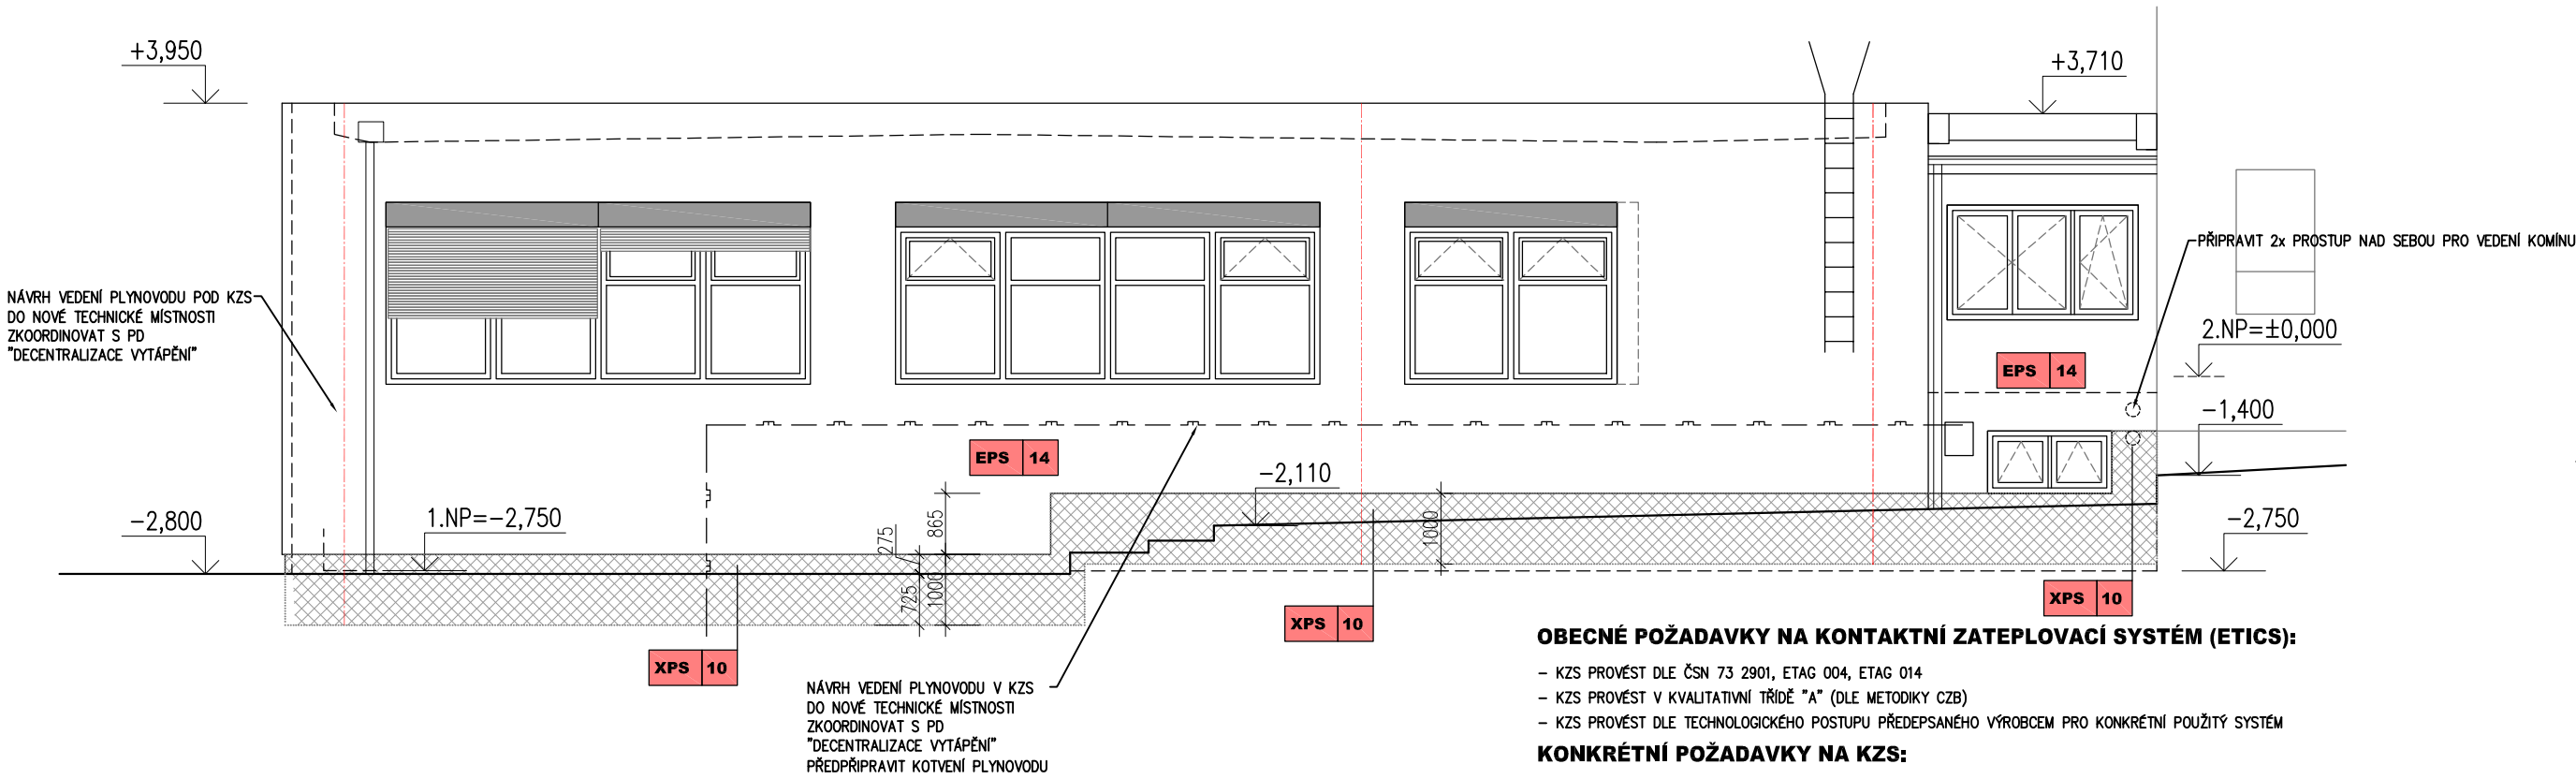 +3,950
+3,710
PŘIPRAVIT 2x PROSTUP NAD SEBOU PRO VEDENÍ KOMÍNU
NÁVRH VEDENÍ PLYNOVODU POD KZS
DO NOVÉ TECHNICKÉ MÍSTNOSTI
ZKOORDINOVAT S PD
"DECENTRALIZACE VYTÁPĚNÍ"
2.NP=±0,000
EPS 14
-1,400
EPS 14
-2,110
-2,800
1.NP=-2,750
275
865
1000
-2,750
725
1000
XPS 10
XPS 10
XPS 10
NÁVRH VEDENÍ PLYNOVODU V KZS
DO NOVÉ TECHNICKÉ MÍSTNOSTI
ZKOORDINOVAT S PD
"DECENTRALIZACE VYTÁPĚNÍ"
PŘEDPŘIPRAVIT KOTVENÍ PLYNOVODU
OBECNÉ POŽADAVKY NA KONTAKTNÍ ZATEPLOVACÍ SYSTÉM (ETICS):
- KZS PROVÉST DLE ČSN 73 2901, ETAG 004, ETAG 014
- KZS PROVÉST V KVALITATIVNÍ TŘÍDĚ "A" (DLE METODIKY CZB)
- KZS PROVÉST DLE TECHNOLOGICKÉHO POSTUPU PŘEDEPSANÉHO VÝROBCEM PRO KONKRÉTNÍ POUŽITÝ SYSTÉM
KONKRÉTNÍ POŽADAVKY NA KZS: